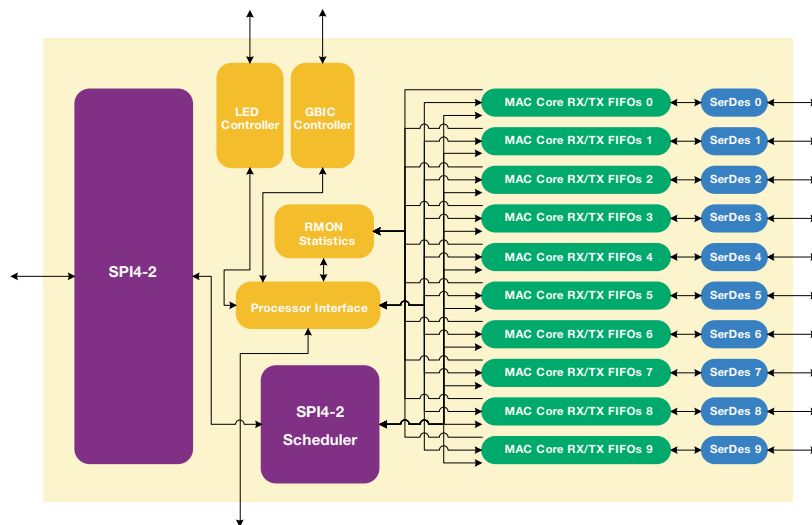 LED
Controller
GBIC
Controller
RMON
Statistics
SPI4-2
Processor Interface
SPI4-2
Scheduler
MAC Core RX/TX FIFOs 0
SerDes 0
MAC Core RX/TX FIFOs 1
SerDes 1
MAC Core RX/TX FIFOs 2
SerDes 2
MAC Core RX/TX FIFOs 3
SerDes 3
MAC Core RX/TX FIFOs 4
SerDes 4
MAC Core RX/TX FIFOs 5
SerDes 5
MAC Core RX/TX FIFOs 6
SerDes 6
MAC Core RX/TX FIFOs 7
SerDes 7
MAC Core RX/TX FIFOs 8
SerDes 8
MAC Core RX/TX FIFOs 9
SerDes 9